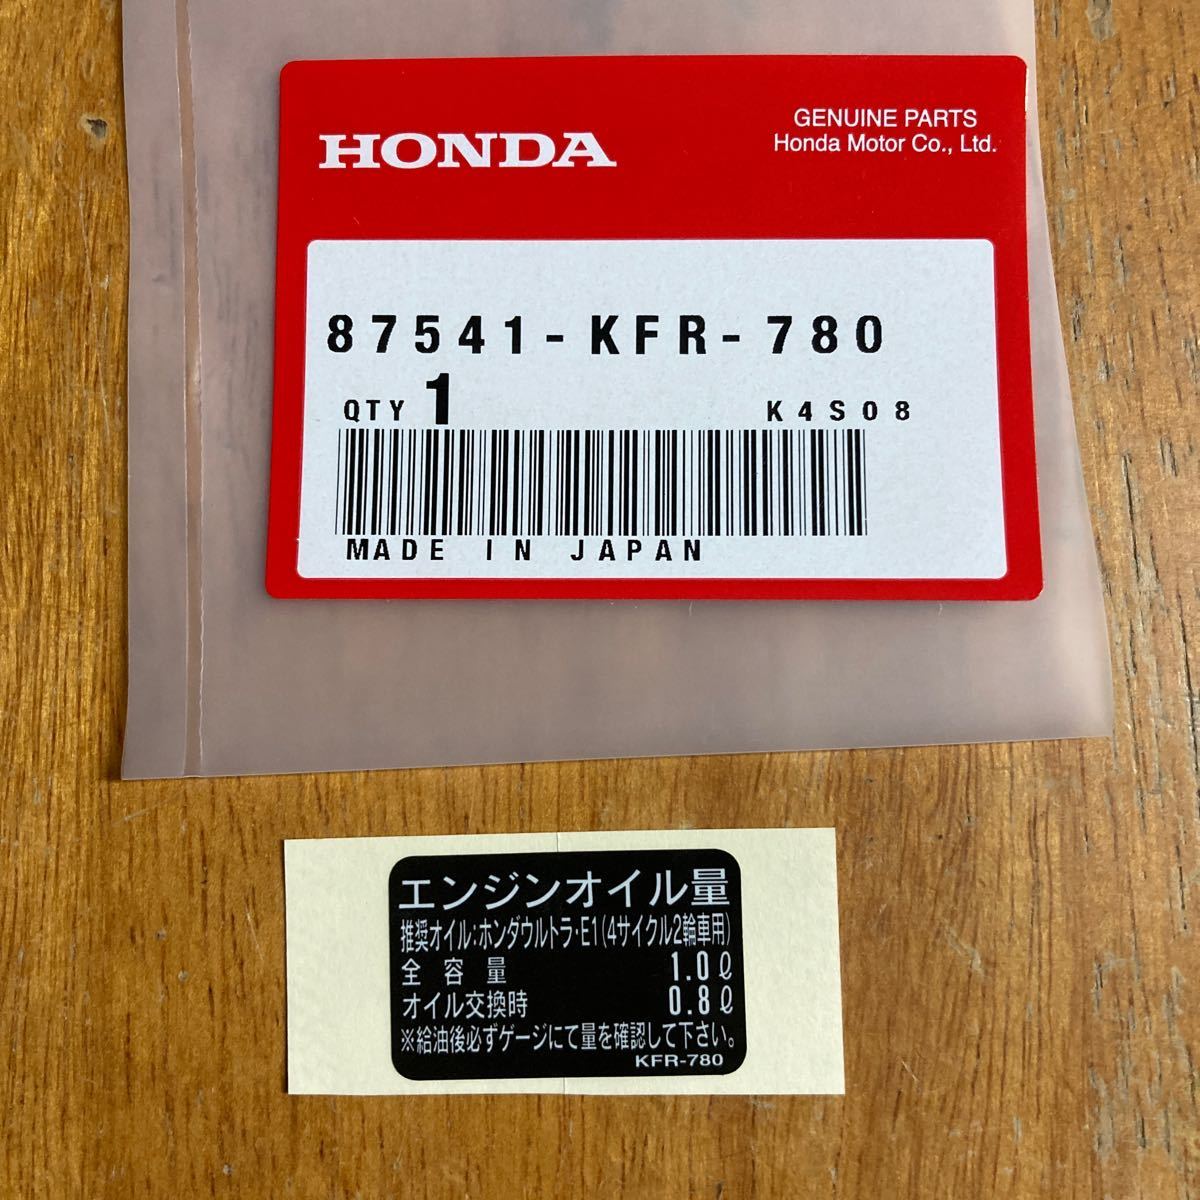 HONDA
GENUINE PARTS
Honda Motor Co., Ltd.
87541-KFR-780
QTY 1 K4S08
MADE IN JAPAN
エンジンオイル量
推奨オイル:ホンダウルトラ・E1(4サイクル2輪車用)
全容量 1.0ℓ
オイル交換時 0.8ℓ
※給油後必ずゲージにて量を確認して下さい。
KFR-780